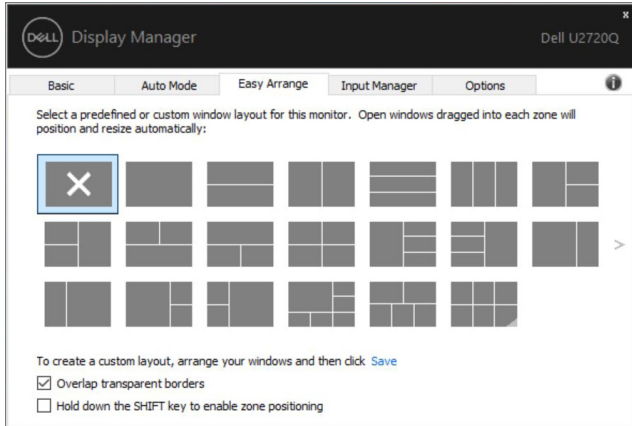 x
DELL Display Manager
Dell U2720Q
Basic Auto Mode Easy Arrange Input Manager Options
Select a predefined or custom window layout for this monitor. Open windows dragged into each zone will
position and resize automatically:
>
To create a custom layout, arrange your windows and then click Save
Overlap transparent borders
Hold down the SHIFT key to enable zone positioning